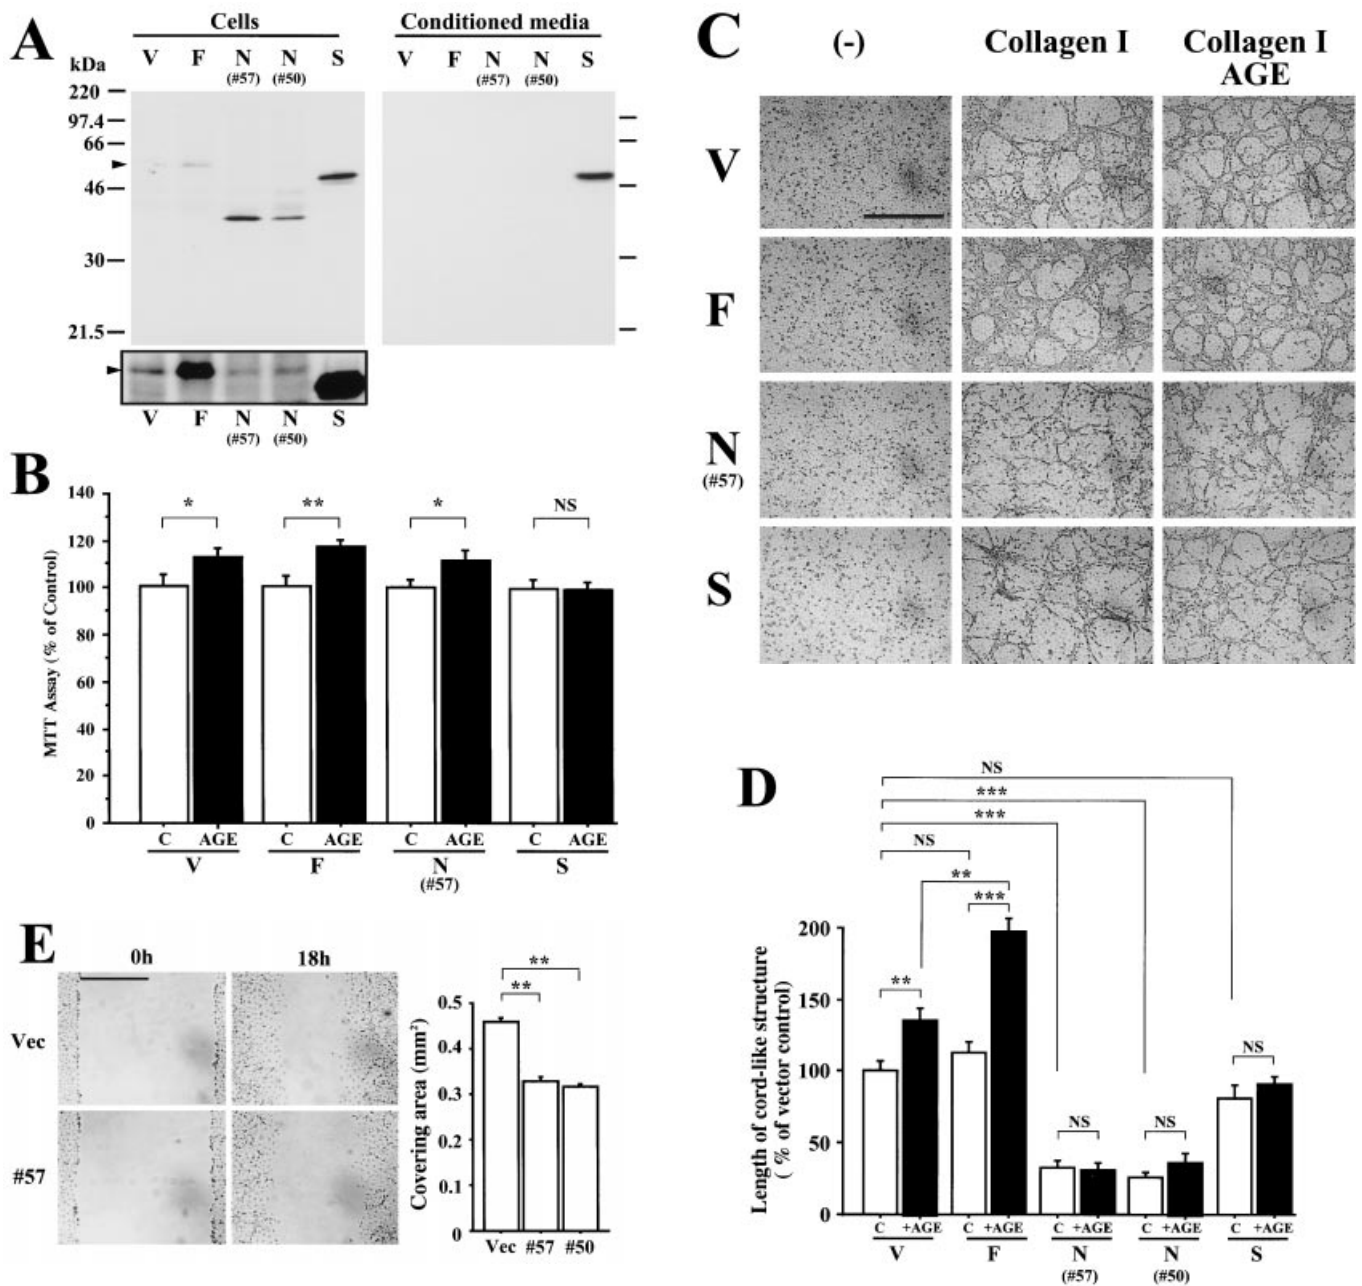 A
Cells
Conditioned media
kDa
V F N N S
(#57) (#50)
V F N N S
(#57) (#50)
220
97.4
66
46
30
21.5
V F N N S
(#57) (#50)
B
MTT Assay (% of Control)
140
120
100
80
60
40
20
0
* ** * NS
C AGE C AGE C AGE C AGE
V F N S
(#57)
C
(-) Collagen I Collagen I
AGE
V
F
N
(#57)
S
D
NS
***
***
NS
**
***
**
NS
NS
NS
Length of cord-like structure
( % of vector control)
200
150
100
50
0
C +AGE C +AGE C +AGE C +AGE C +AGE
V F N N S
(#57) (#50)
E
0h 18h
Vec
#57
**
**
Covering area (mm²)
0.5
0.4
0.3
0.2
0.1
0
Vec #57 #50